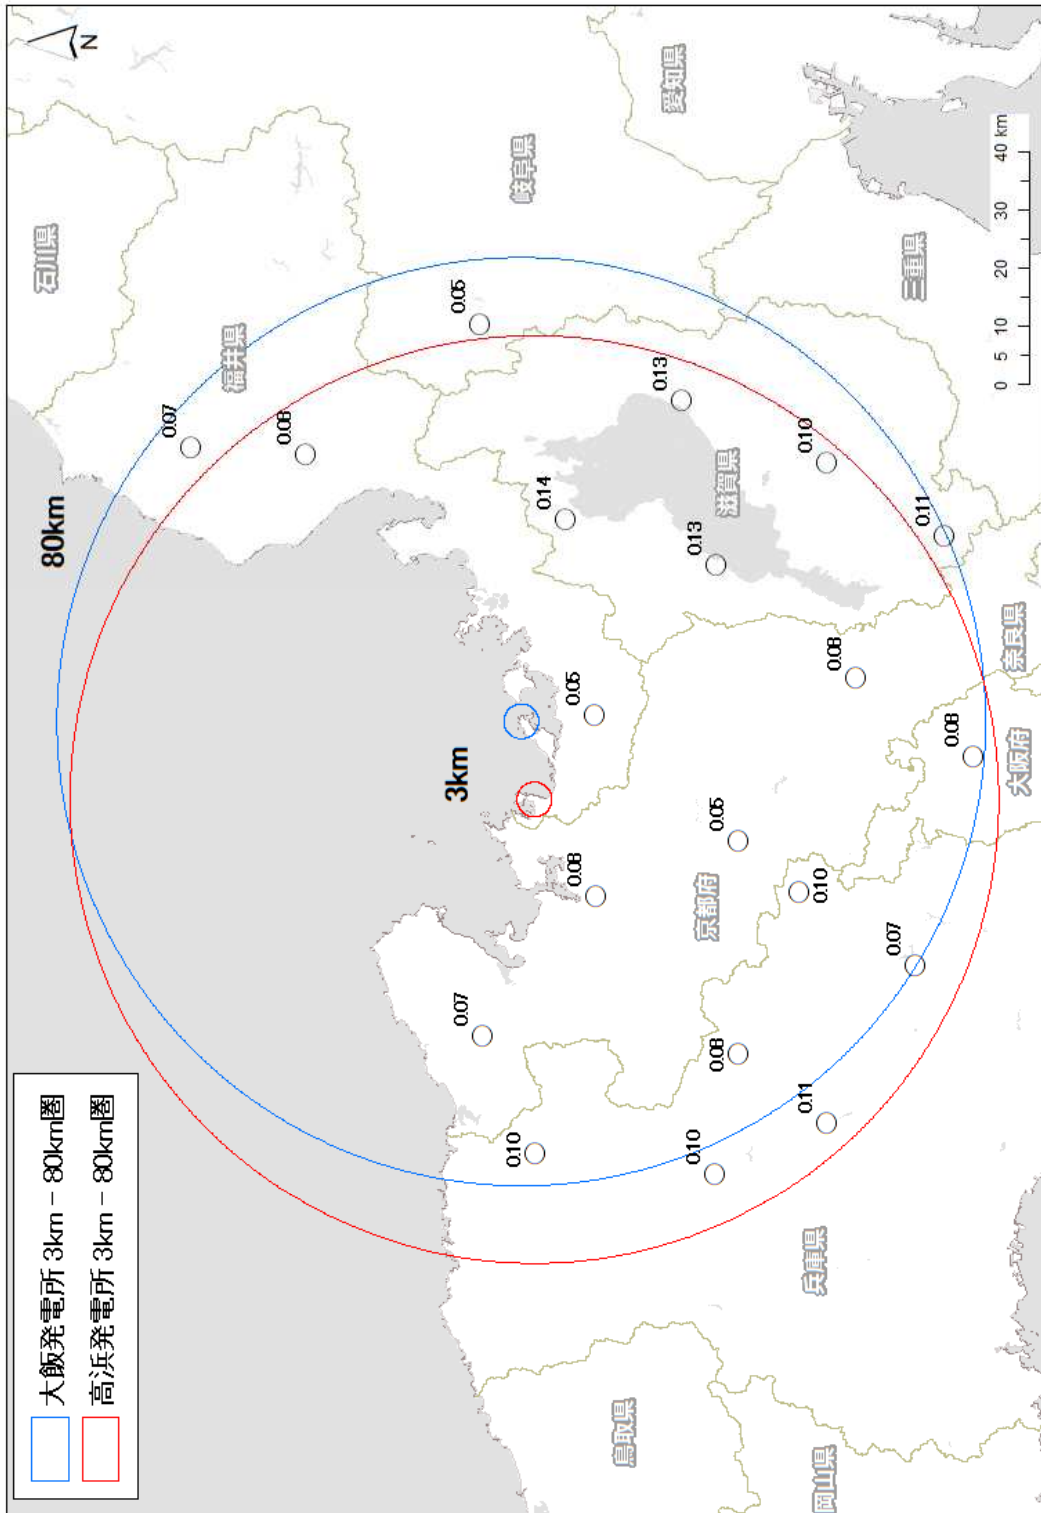 大飯発電所 3km – 80km圏
高浜発電所 3km – 80km圏
80km
石川県
N
0.07
福井県
0.08
3km
0.05
0.07
0.10
岐阜県
0.14
0.08
0.05
鳥取県
0.13
愛知県
0.10
0.13
京都府
0.08
0.05
滋賀県
0.11
0.10
兵庫県
0.10
岡山県
0.08
0.07
三重県
0.11
0.08
0 5 10 20 30 40 km
奈良県
大阪府